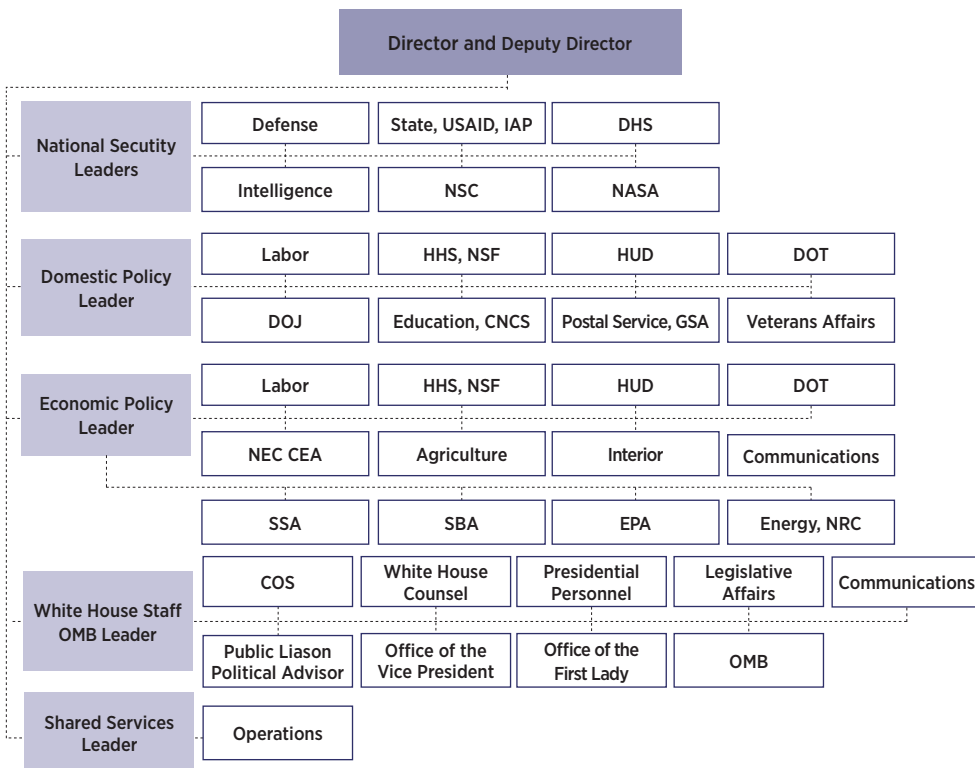 Director and Deputy Director
National Secutity
Leaders
Defense
State, USAID, IAP
DHS
Intelligence
NSC
NASA
Domestic Policy
Leader
Labor
HHS, NSF
HUD
DOT
DOJ
Education, CNCS
Postal Service, GSA
Veterans Affairs
Economic Policy
Leader
Labor
HHS, NSF
HUD
DOT
NEC CEA
Agriculture
Interior
Communications
SSA
SBA
EPA
Energy, NRC
White House Staff
OMB Leader
COS
White House
Counsel
Presidential
Personnel
Legislative
Affairs
Communications
Public Liason
Political Advisor
Office of the
Vice President
Office of the
First Lady
OMB
Shared Services
Leader
Operations